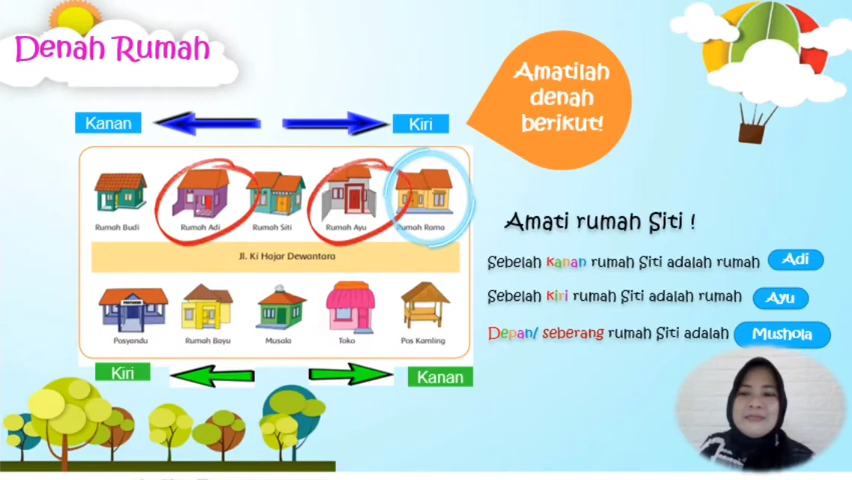 Denah Rumah
Amatilah
denah
berikut!
Kanan
Kiri
Rumah Budi
Rumah Adi
Rumah Siti
Rumah Ayu
Rumah Rama
Jl. Ki Hajar Dewantara
Posyandu
Rumah Bayu
Musala
Toko
Pos Kamling
Kiri
Kanan
Amati rumah Siti !
Sebelah kanan rumah Siti adalah rumah Adi
Sebelah kiri rumah Siti adalah rumah Ayu
Depan/ seberang rumah Siti adalah Mushola